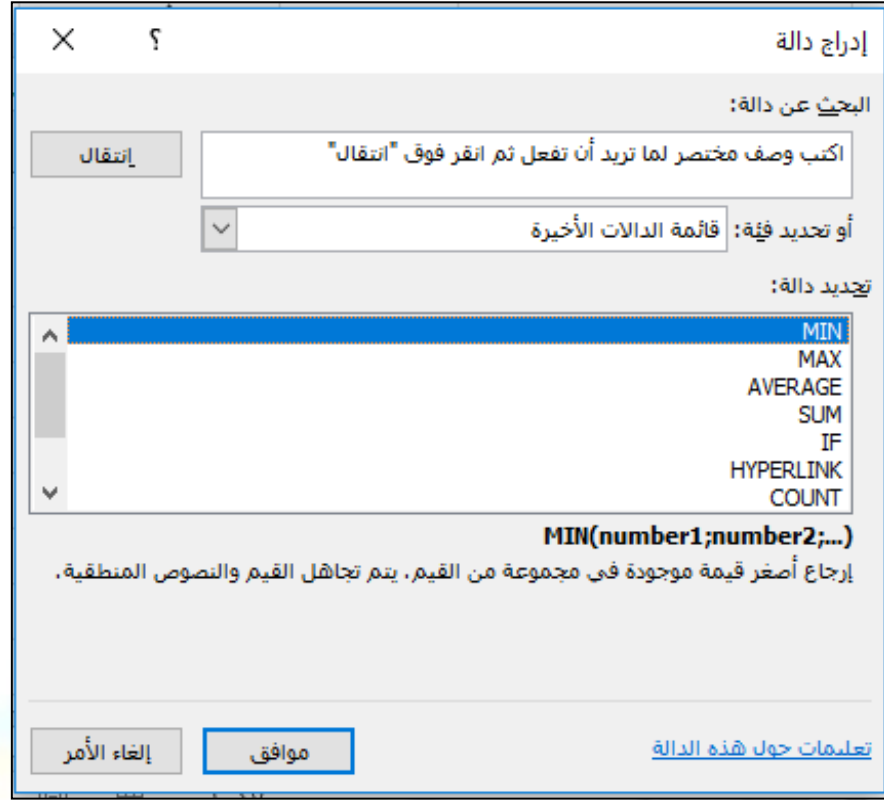 إدراج دالة ؟
البحث عن دالة:
اكتب وصف مختصر لما تريد أن تفعل ثم انقر فوق "انتقال" إنتقال
أو تحديد فئة: قائمة الدالات الأخيرة
تحديد دالة:
MIN
MAX
AVERAGE
SUM
IF
HYPERLINK
COUNT
MIN(number1;number2;...)
إرجاع أصغر قيمة موجودة في مجموعة من القيم. يتم تجاهل القيم والنصوص المنطقية.
تعليمات حول هذه الدالة موافق إلغاء الأمر